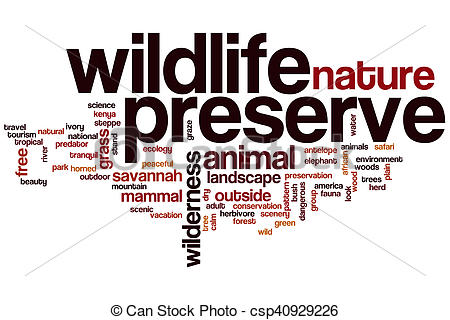 wildlife
nature
preserve
science
kenya
steppe
travel
natural
ivory
tourism
national
tropical
predator
river
tranquil
free
park
horned
beauty
outdoor
grass
stand
ecology
peaceful
graze
savannah
mountain
mammal
scenic
vacation
wilderness
animal
landscape
dry
outside
tree
calm
adult
conservation
herbivore
scenery
forest
green
wild
antelope
elephant
pattern
bush
dangerous
group
preservation
america
fauna
african
water
animals
safari
environment
woods
plain
trees
herd
look
wood
© Can Stock Photo - csp40929226